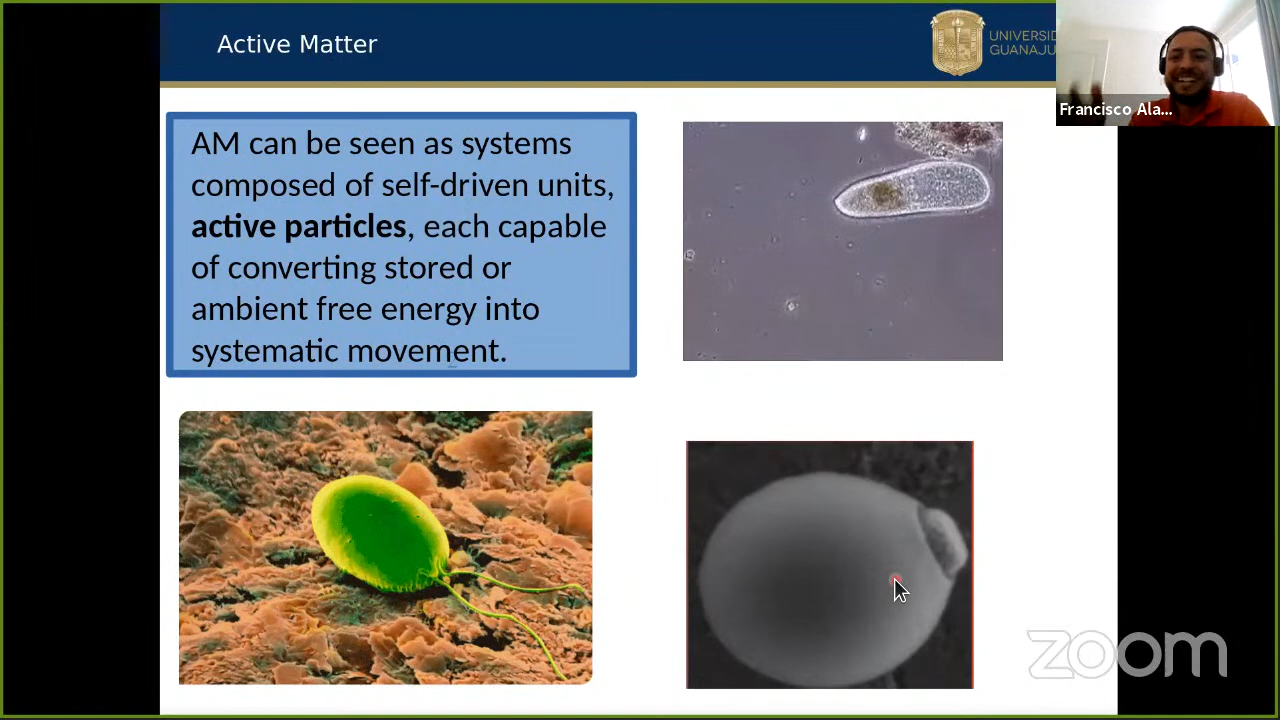 Active Matter
UNIVERSID
GUANAJU
Francisco Ala...
AM can be seen as systems
composed of self-driven units,
active particles, each capable
of converting stored or
ambient free energy into
systematic movement.
zoom